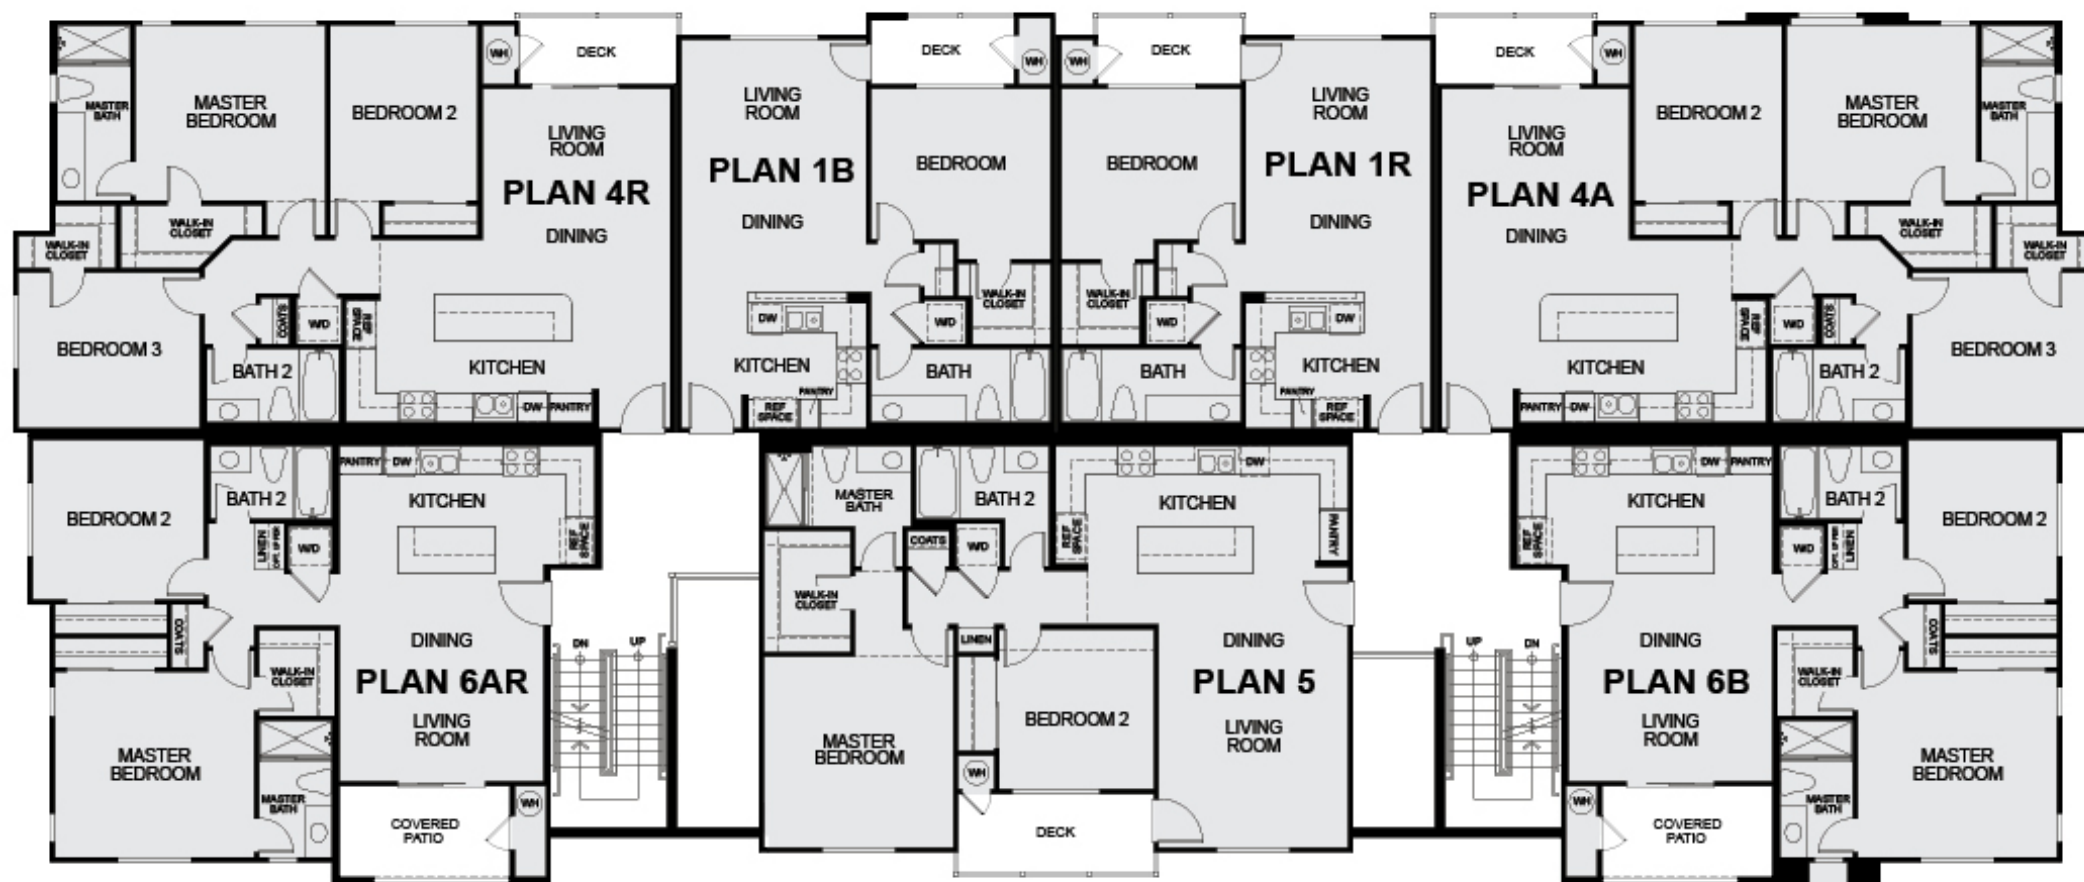 WH
DECK
DECK
WH
WH
DECK
DECK
WH
MASTER
BATH
MASTER
BEDROOM
BEDROOM 2
LIVING
ROOM
PLAN 4R
DINING
WALK-IN
CLOSET
WALK-IN
CLOSET
BEDROOM 3
COATS
W/D
REF
SPACE
BATH 2
KITCHEN
DW
PANTRY
LIVING
ROOM
PLAN 1B
DINING
BEDROOM
WALK-IN
CLOSET
DW
W/D
KITCHEN
BATH
PANTRY
REF
SPACE
BEDROOM
LIVING
ROOM
PLAN 1R
DINING
WALK-IN
CLOSET
W/D
DW
BATH
KITCHEN
PANTRY
REF
SPACE
LIVING
ROOM
PLAN 4A
DINING
BEDROOM 2
MASTER
BEDROOM
MASTER
BATH
WALK-IN
CLOSET
WALK-IN
CLOSET
REF
SPACE
W/D
COATS
BEDROOM 3
KITCHEN
BATH 2
PANTRY
DW
BEDROOM 2
BATH 2
PANTRY
DW
KITCHEN
LINEN
OPT. EF PER
W/D
REF
SPACE
COATS
DINING
PLAN 6AR
LIVING
ROOM
WALK-IN
CLOSET
MASTER
BEDROOM
MASTER
BATH
COVERED
PATIO
WH
DN
UP
MASTER
BATH
BATH 2
DW
KITCHEN
COATS
W/D
REF
SPACE
PANTRY
WALK-IN
CLOSET
LINEN
DINING
PLAN 5
LIVING
ROOM
BEDROOM 2
MASTER
BEDROOM
WH
DECK
UP
DN
DW
PANTRY
KITCHEN
BATH 2
BEDROOM 2
REF
SPACE
W/D
OPT. EF PER
LINEN
COATS
DINING
PLAN 6B
LIVING
ROOM
WALK-IN
CLOSET
MASTER
BEDROOM
MASTER
BATH
WH
COVERED
PATIO